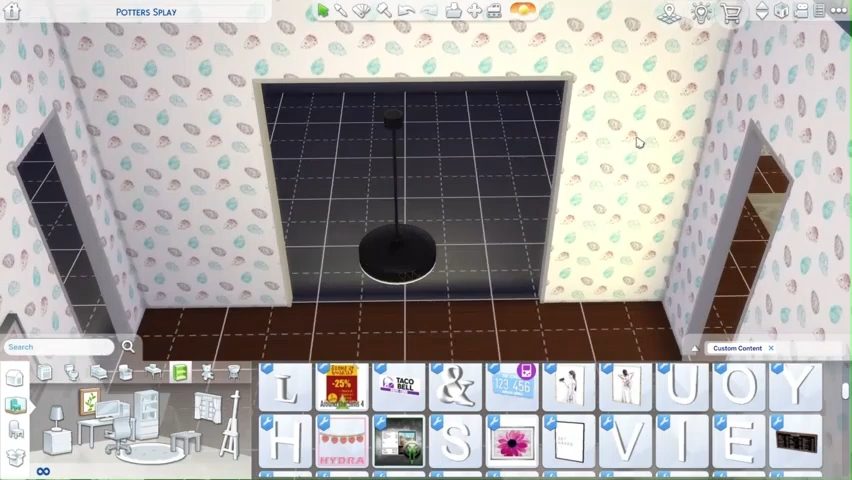 POTTERS SPLAY
Search
Custom Content
L
-25%
TACO BELL
&
123 456
U
O
Y
H
HYDRA
S
V
I
E